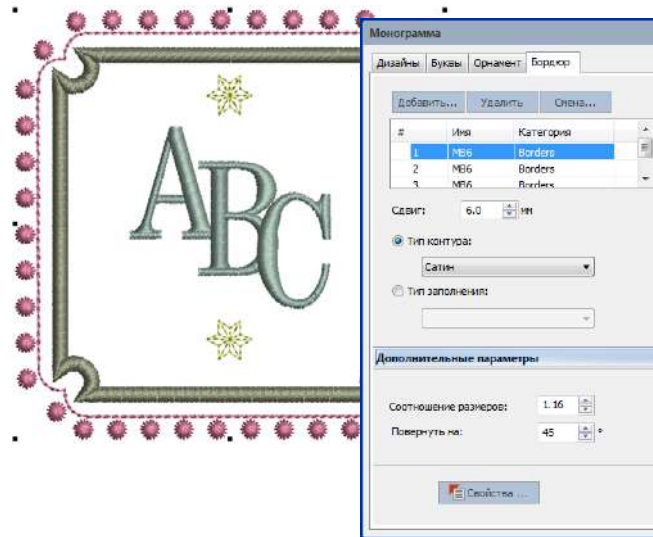 ABC
Монограмма
Дизайны Буквы Орнамент Бордюр
Добавить... Удалить Смена...
# Имя Категория
1 MB6 Borders
2 MB6 Borders
3 MB6 Borders
Сдвиг: 6.0 мм
Тип контура:
Сатин
Тип заполнения:
Дополнительные параметры
Соотношение размеров: 1.16
Повернуть на: 45 °
Свойства ...